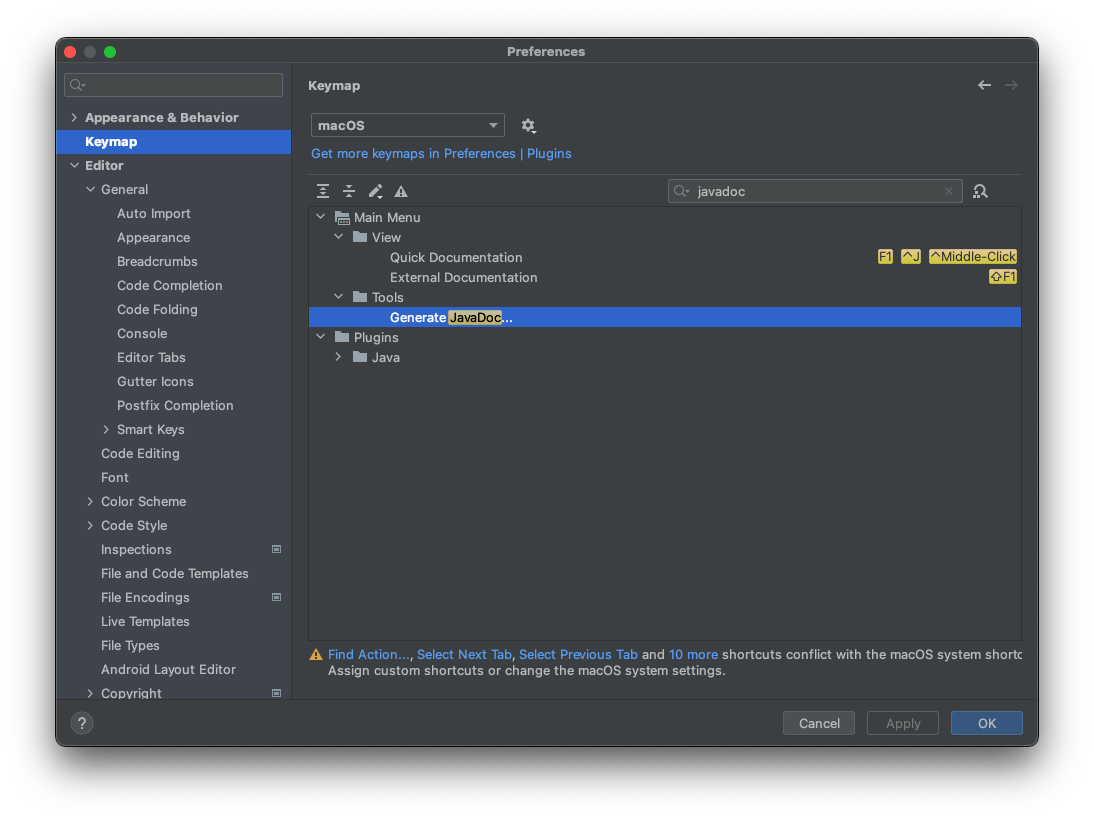 Preferences
Appearance & Behavior
Keymap
Editor
General
Auto Import
Appearance
Breadcrumbs
Code Completion
Code Folding
Console
Editor Tabs
Gutter Icons
Postfix Completion
Smart Keys
Code Editing
Font
Color Scheme
Code Style
Inspections
File and Code Templates
File Encodings
Live Templates
File Types
Android Layout Editor
Copyright
Keymap
macOS
Get more keymaps in Preferences | Plugins
javadoc
Main Menu
View
Quick Documentation F1 ^J ^Middle-Click
External Documentation ⇧F1
Tools
Generate JavaDoc...
Plugins
Java
Find Action..., Select Next Tab, Select Previous Tab and 10 more shortcuts conflict with the macOS system
Assign custom shortcuts or change the macOS system settings.
?
Cancel
Apply
OK